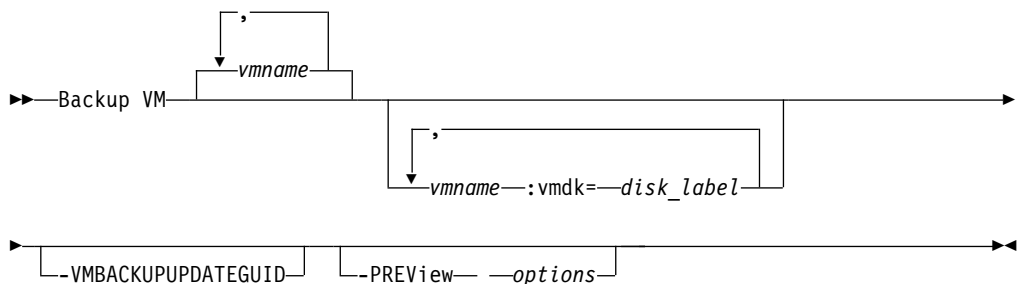 ,
vmname
Backup VM
,
vmname :vmdk= disk_label
-VMBACKUPUPDATEGUID -PREView options